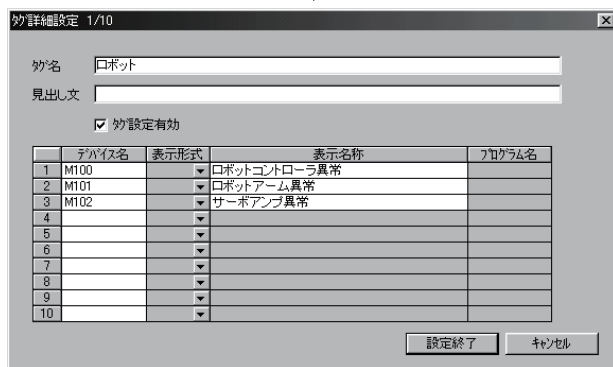 ﾀｸﾞ詳細設定 1/10
ﾀｸﾞ名 ロボット
見出し文
ﾀｸﾞ設定有効
ﾃﾞﾊﾞｲｽ名 表示形式 表示名称 ﾌﾟﾛｸﾞﾗﾑ名
1 M100 ロボットコントローラ異常
2 M101 ロボットアーム異常
3 M102 サーボアンプ異常
4
5
6
7
8
9
10
設定終了 ｷｬﾝｾﾙ